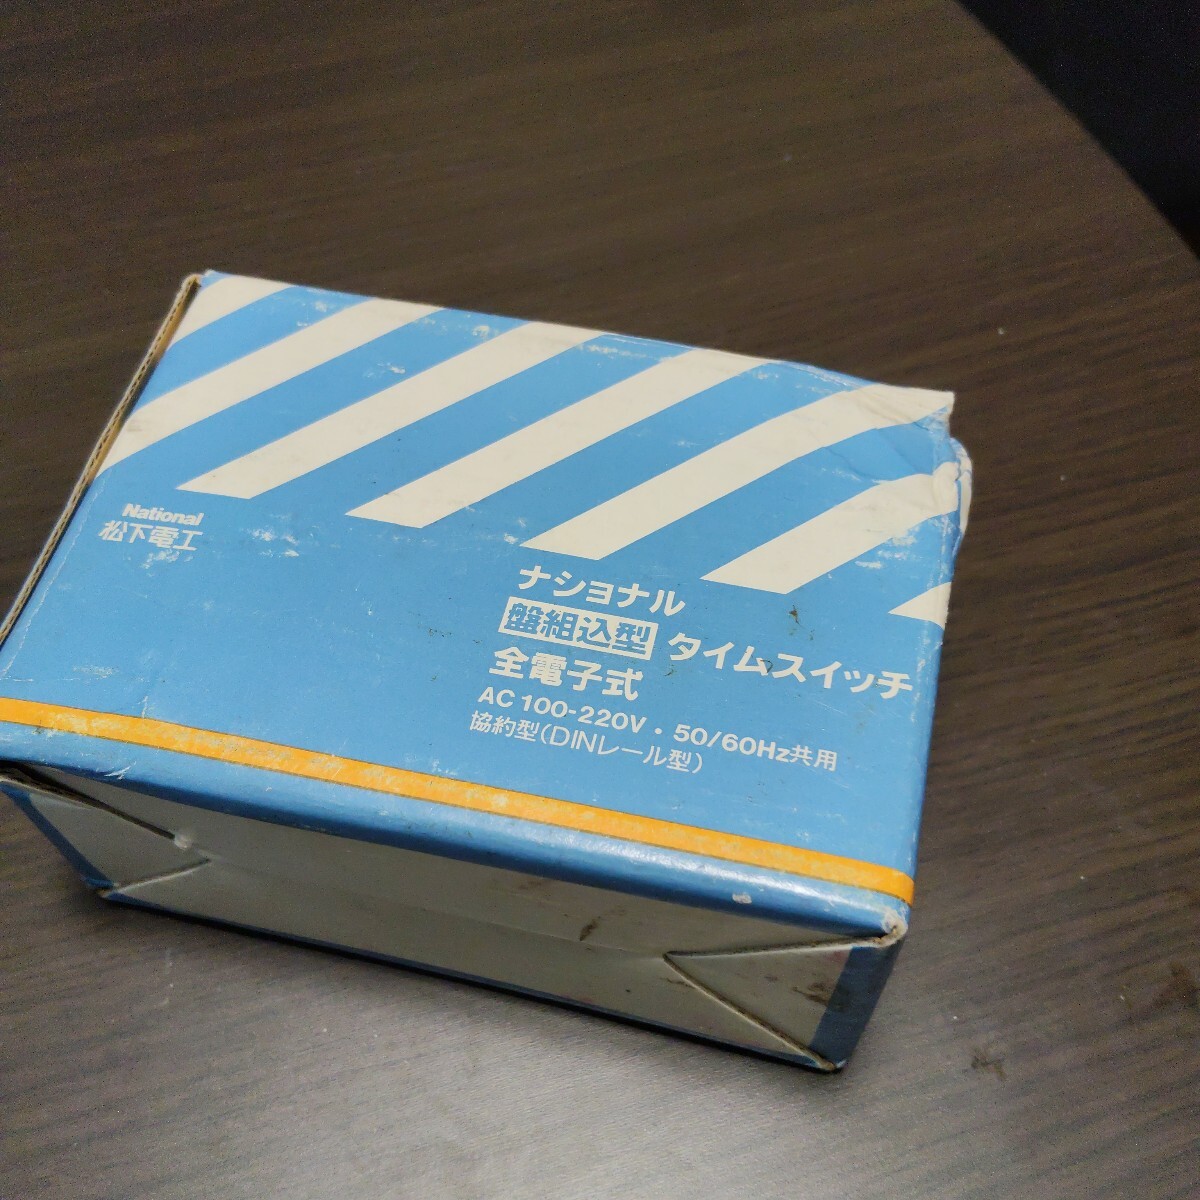 National
松下電工
ナショナル
盤組込型 タイムスイッチ
全電子式
AC 100-220V・50/60Hz共用
協約型(DINレール型)